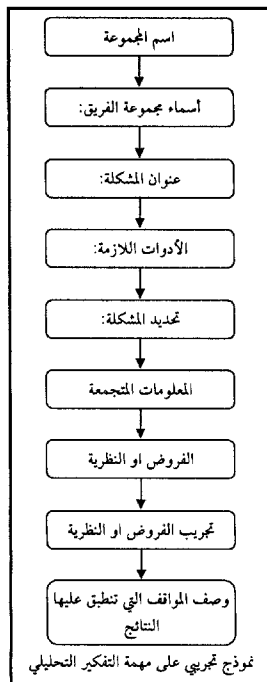 اسم المجموعة
أسماء مجموعة الفريق:
عنوان المشكلة:
الأدوات اللازمة:
تحديد المشكلة:
المعلومات المتجمعة
الفروض او النظرية
تجريب الفروض او النظرية
وصف المواقف التي تنطبق عليها
النتائج
نموذج تجريبي على مهمة التفكير التحليلي